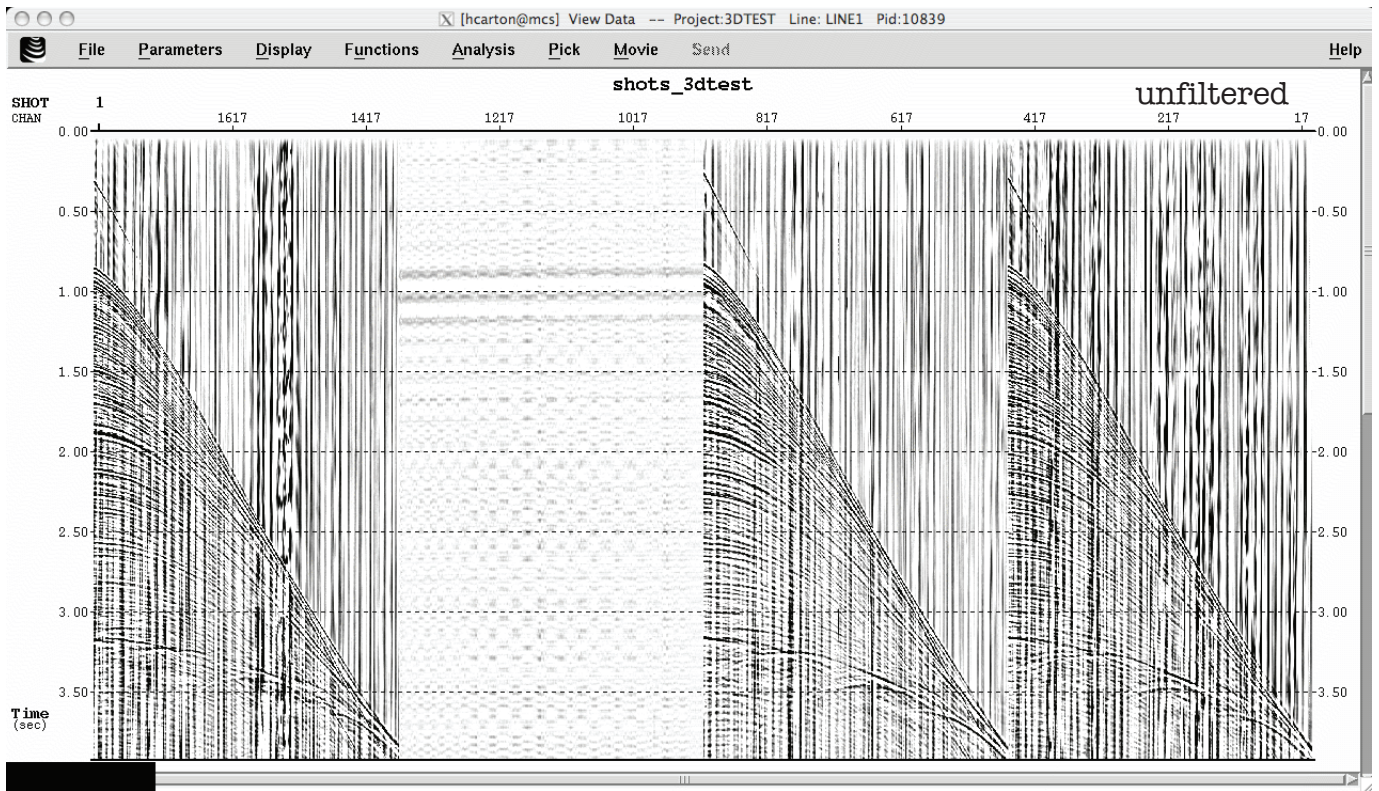 X [hcarton@mcs] View Data -- Project:3DTEST Line: LINE1 Pid:10839
File Parameters Display Functions Analysis Pick Movie Send Help
shots_3dtest
unfiltered
SHOT 1
CHAN 1617 1417 1217 1017 817 617 417 217 17
0.00 0.00
0.50 0.50
1.00 1.00
1.50 1.50
2.00 2.00
2.50 2.50
3.00 3.00
3.50 3.50
Time
(sec)